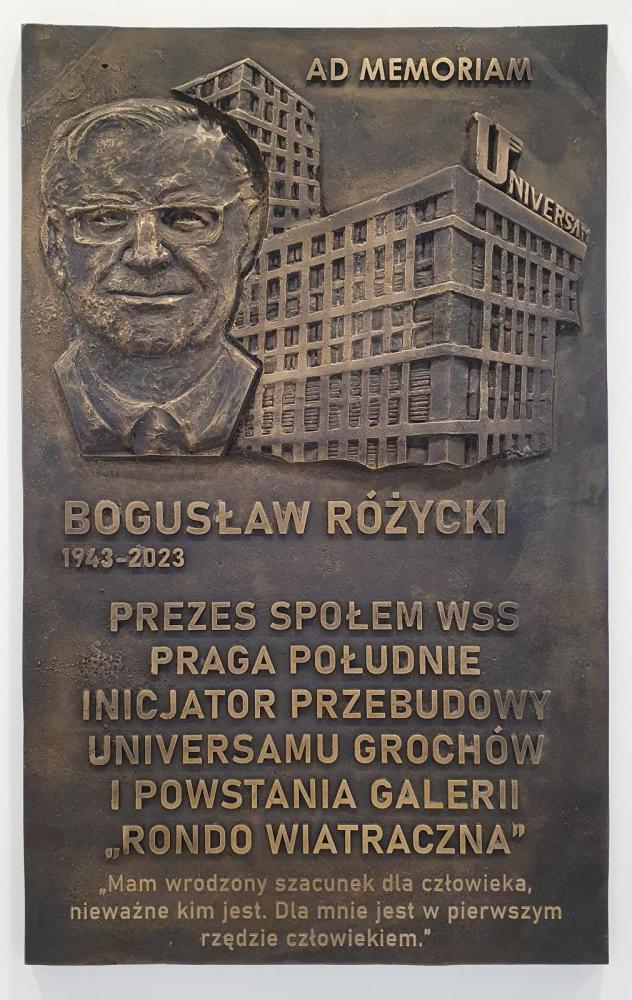 AD MEMORIAM
UNIVERSAM
BOGUSŁAW RÓŻYCKI
1943-2023
PREZES SPOŁEM WSS
PRAGA POŁUDNIE
INICJATOR PRZEBUDOWY
UNIVERSAMU GROCHÓW
I POWSTANIA GALERII
„RONDO WIATRACZNA”
„Mam wrodzony szacunek dla człowieka,
nieważne kim jest. Dla mnie jest w pierwszym
rzędzie człowiekiem.”